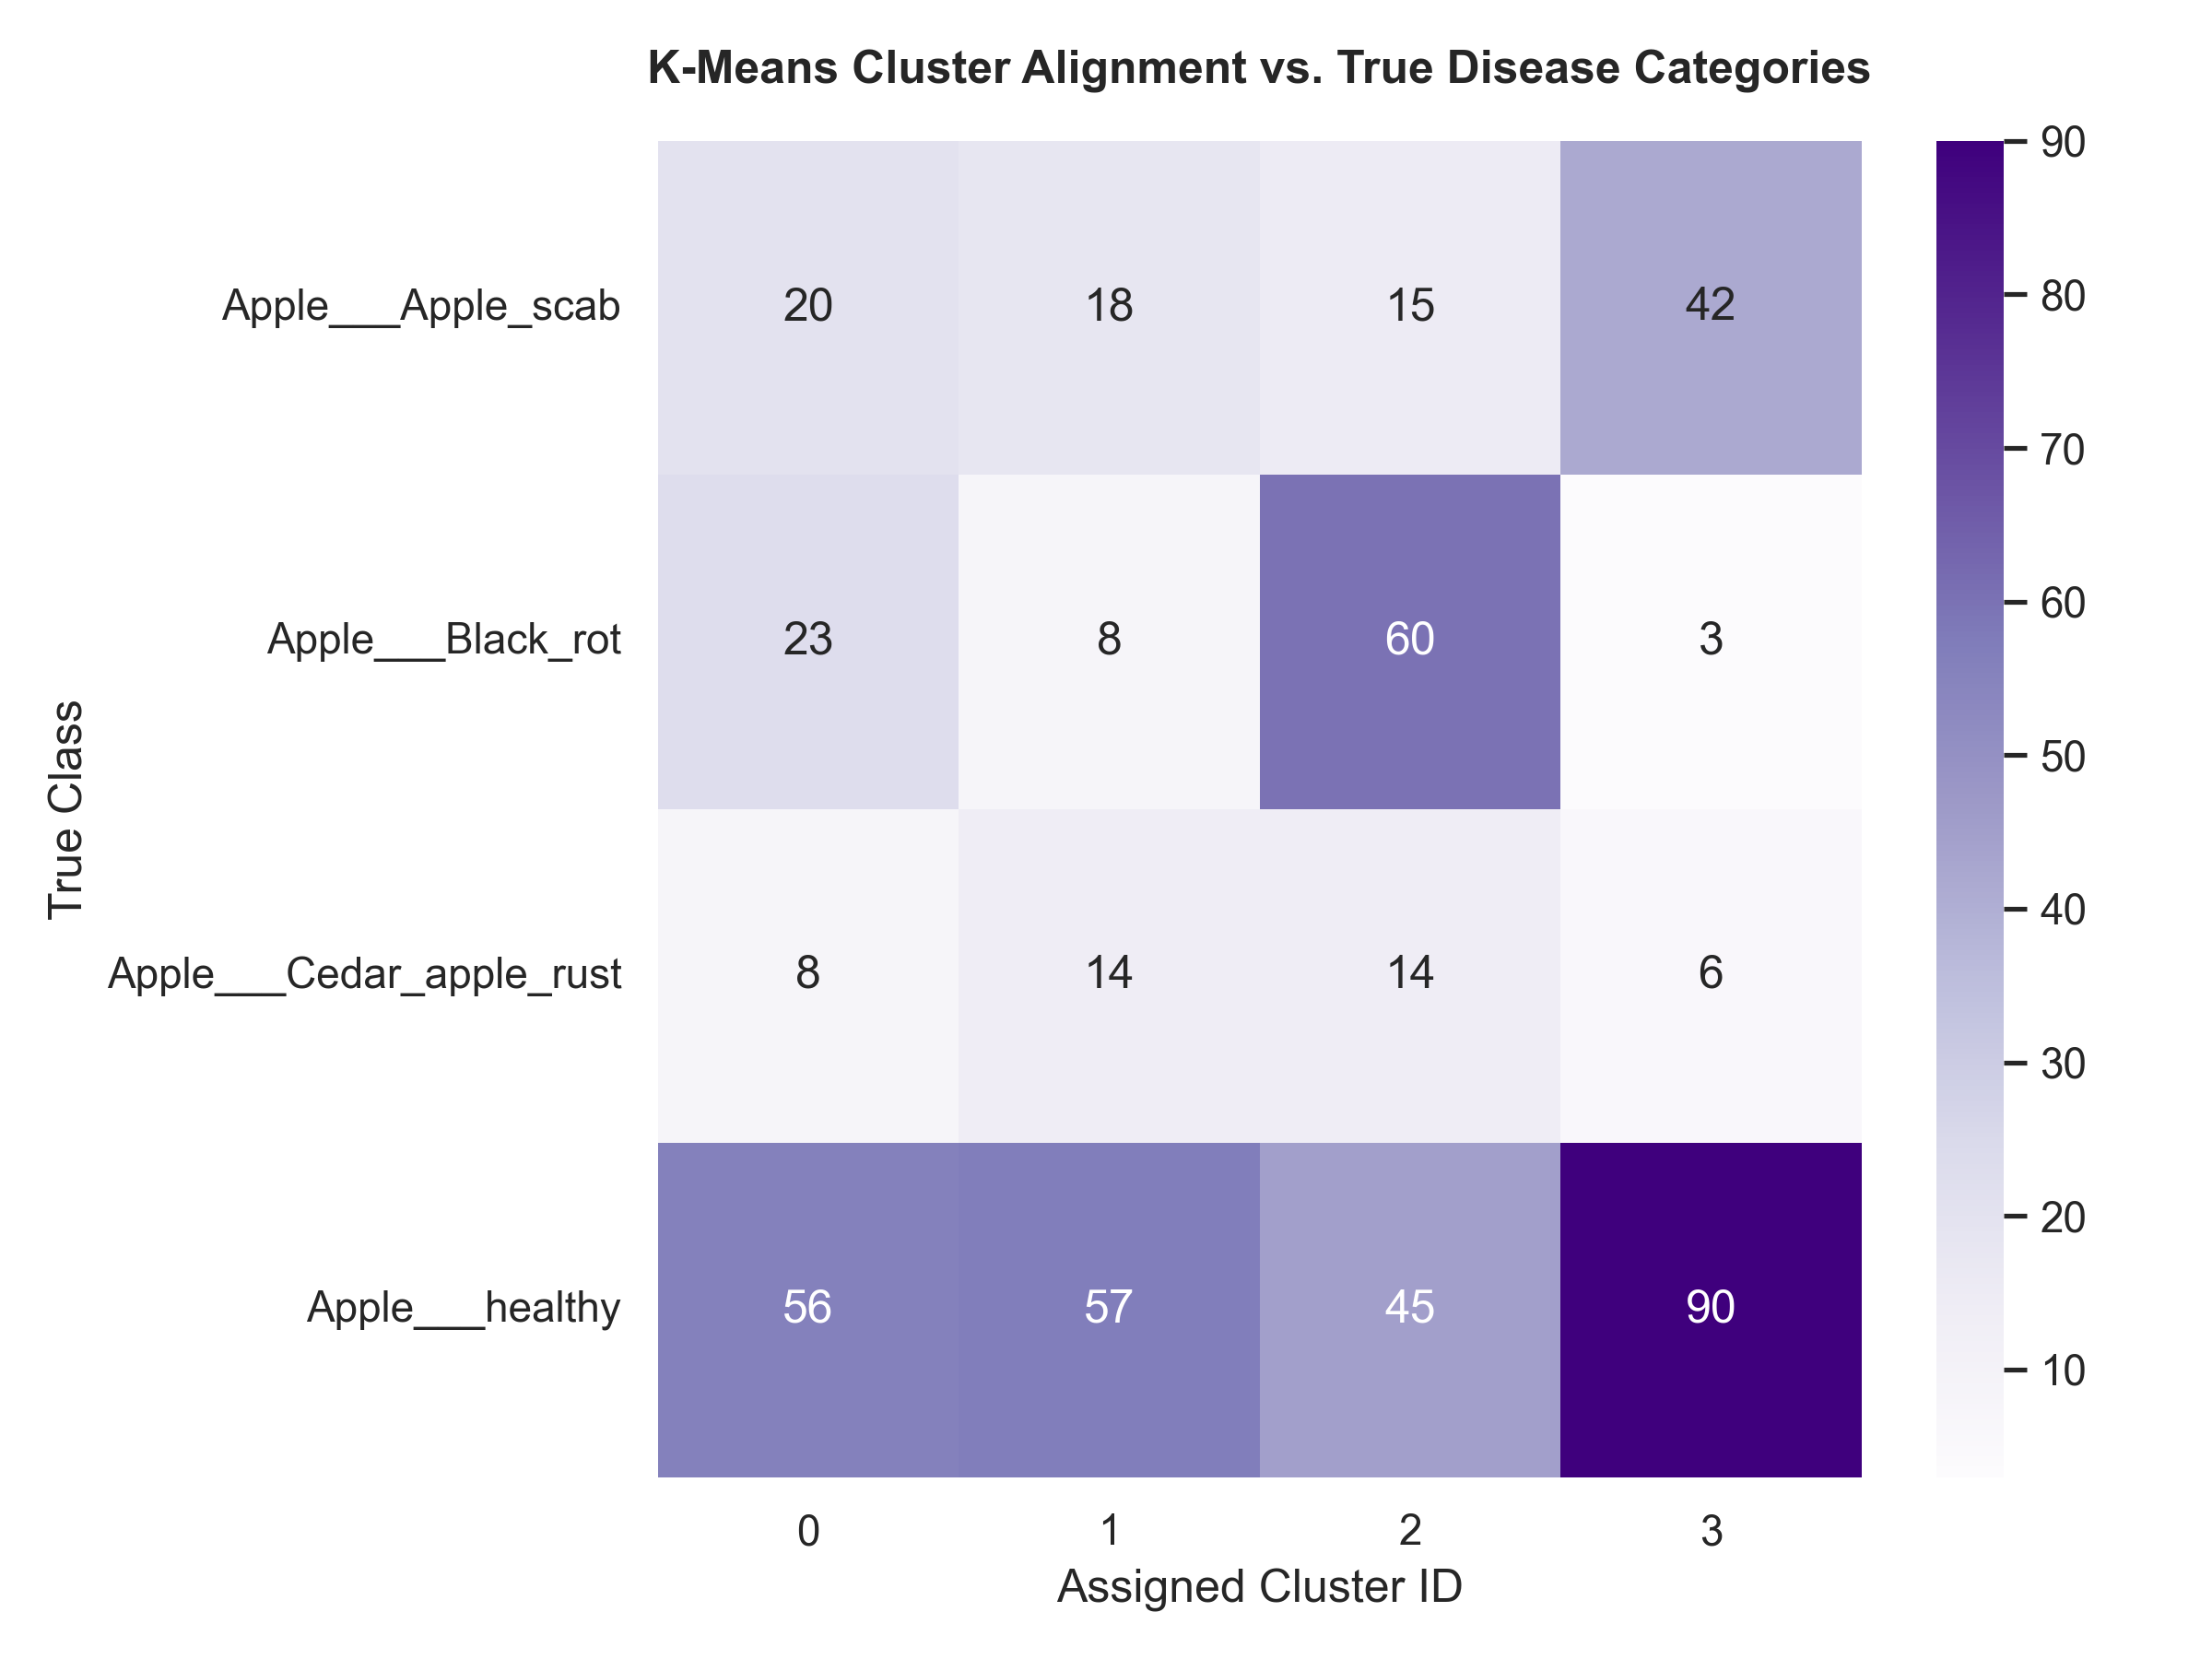 K-Means Cluster Alignment vs. True Disease Categories
True Class
Apple___Apple_scab 20 18 15 42
Apple___Black_rot 23 8 60 3
Apple___Cedar_apple_rust 8 14 14 6
Apple___healthy 56 57 45 90
0 1 2 3
Assigned Cluster ID
90
80
70
60
50
40
30
20
10